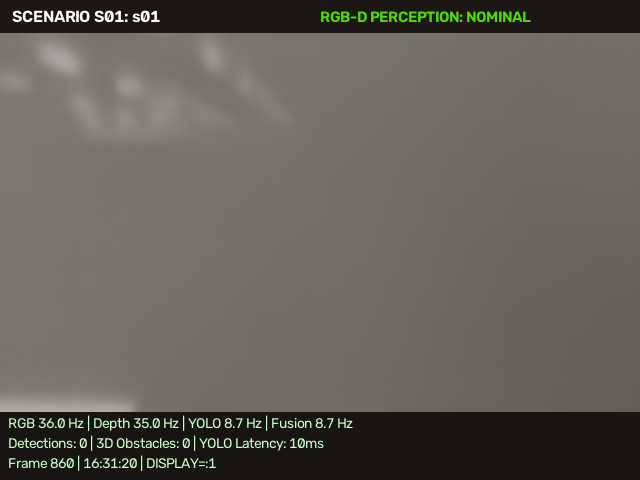 SCENARIO S01: s01
RGB-D PERCEPTION: NOMINAL
RGB 36.0 Hz | Depth 35.0 Hz | YOLO 8.7 Hz | Fusion 8.7 Hz
Detections: 0 | 3D Obstacles: 0 | YOLO Latency: 10ms
Frame 860 | 16:31:20 | DISPLAY=:1